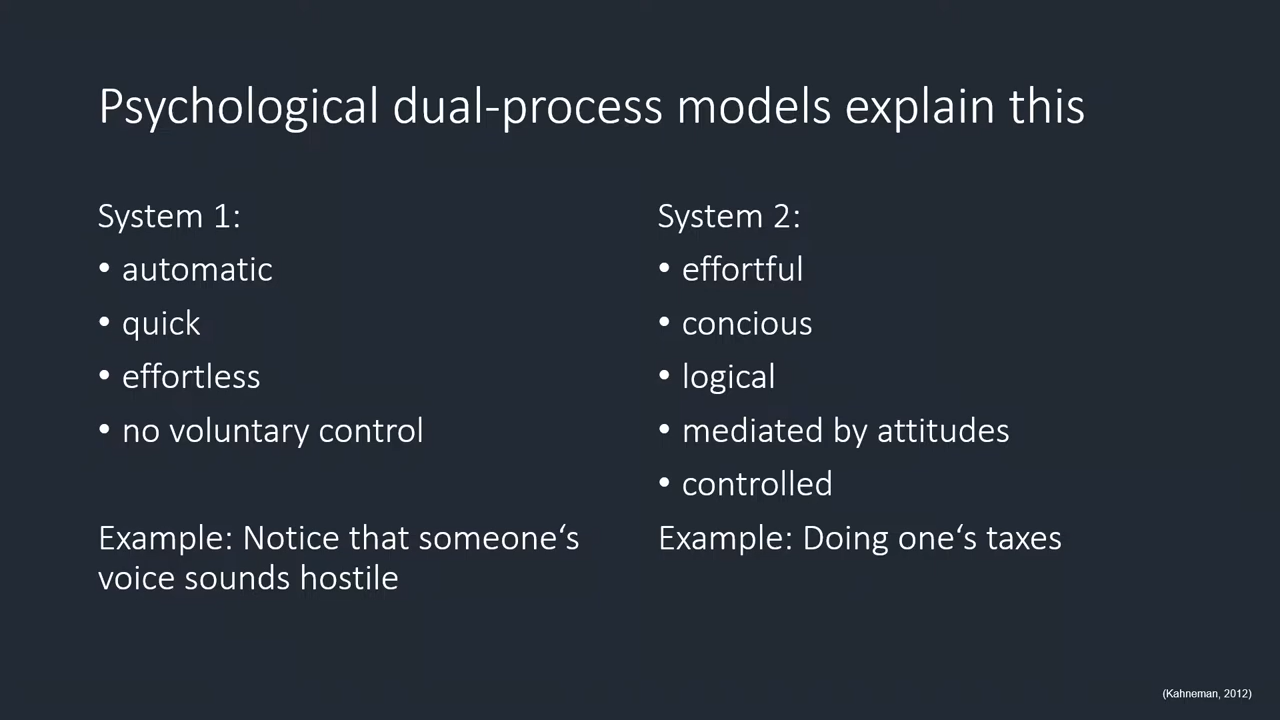 Psychological dual-process models explain this
System 1:
• automatic
• quick
• effortless
• no voluntary control
Example: Notice that someone‘s
voice sounds hostile
System 2:
• effortful
• concious
• logical
• mediated by attitudes
• controlled
Example: Doing one‘s taxes
(Kahneman, 2012)